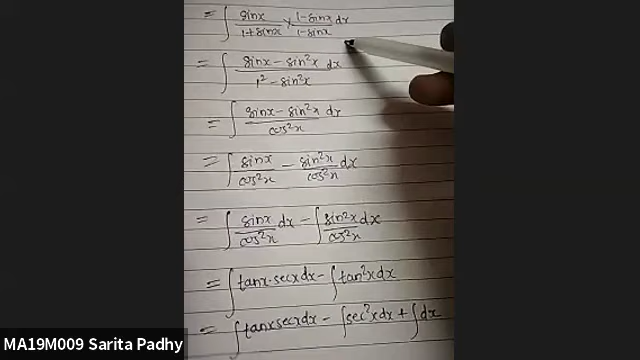 = ∫ sinx/1+sinx × 1-sinx/1-sinx dx
= ∫ sinx - sin²x/1² - sin²x dx
= ∫ sinx - sin²x/cos²x dx
= ∫ sinx/cos²x - sin²x/cos²x dx
= ∫ sinx/cos²x dx - ∫ sin²x/cos²x dx
= ∫ tanx·secx dx - ∫ tan²x dx
= ∫ tanx secx dx - ∫ sec²x dx + ∫ dx
MA19M009 Sarita Padhy